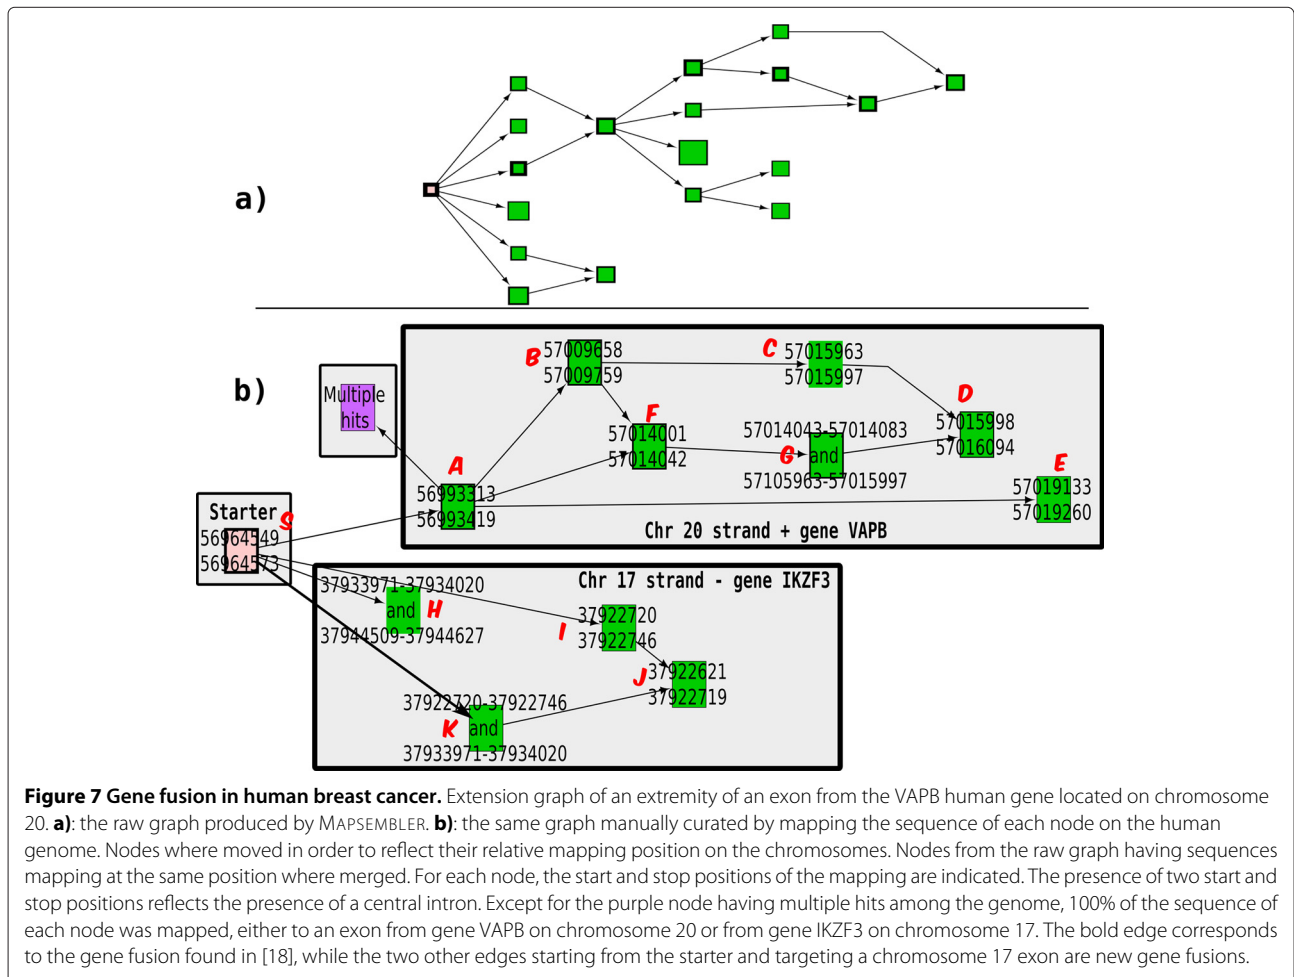 a)
b)
Multiple
hits
B
57009658
57009759
C
57015963
57015997
D
57015998
57016094
F
57014001
57014042
57014043-57014083
G and
57105963-57015997
A
56993313
56993419
E
57019133
57019260
Chr 20 strand + gene VAPB
Starter
S
56964549
56964573
Chr 17 strand - gene IKZF3
37933971-37934020
and H
37944509-37944627
I
37922720
37922746
J
37922621
37922719
37922720-37922746
K and
37933971-37934020
Figure 7 Gene fusion in human breast cancer. Extension graph of an extremity of an exon from the VAPB human gene located on chromosome
20. a): the raw graph produced by MAPSEMBLER. b): the same graph manually curated by mapping the sequence of each node on the human
genome. Nodes where moved in order to reflect their relative mapping position on the chromosomes. Nodes from the raw graph having sequences
mapping at the same position where merged. For each node, the start and stop positions of the mapping are indicated. The presence of two start and
stop positions reflects the presence of a central intron. Except for the purple node having multiple hits among the genome, 100% of the sequence of
each node was mapped, either to an exon from gene VAPB on chromosome 20 or from gene IKZF3 on chromosome 17. The bold edge corresponds
to the gene fusion found in [18], while the two other edges starting from the starter and targeting a chromosome 17 exon are new gene fusions.